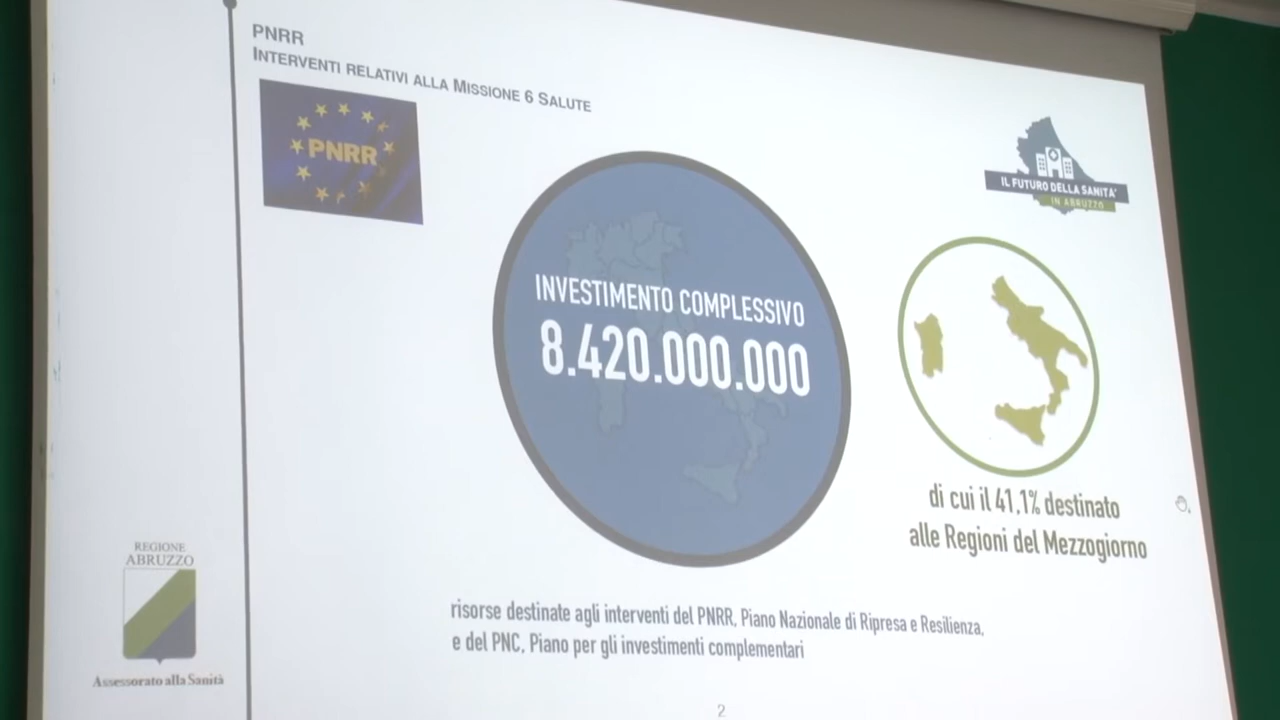 PNRR
INTERVENTI RELATIVI ALLA MISSIONE 6 SALUTE
PNRR
IL FUTURO DELLA SANITA'
IN ABRUZZO
INVESTIMENTO COMPLESSIVO
8.420.000.000
di cui il 41,1% destinato
alle Regioni del Mezzogiorno
REGIONE
ABRUZZO
Assessorato alla Sanità
risorse destinate agli interventi del PNRR, Piano Nazionale di Ripresa e Resilienza,
e del PNC, Piano per gli investimenti complementari
2